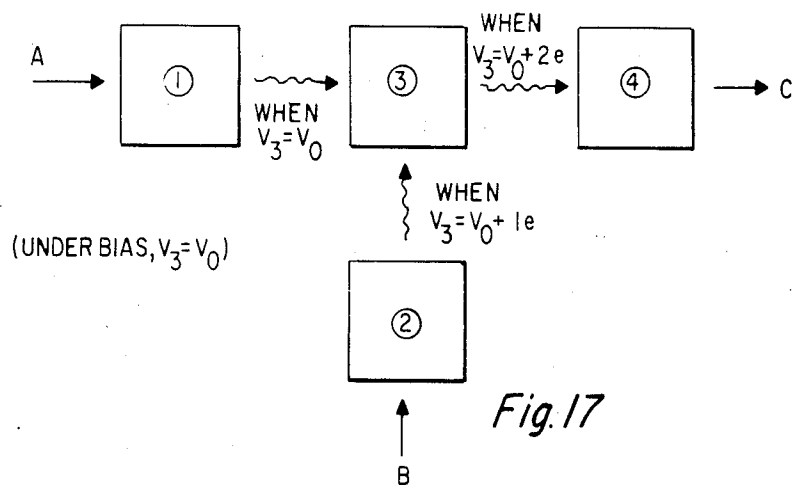 WHEN
V₃=V₀+2e
A
①
③
④
C
WHEN
V₃=V₀
WHEN
V₃=V₀+1e
(UNDER BIAS, V₃=V₀)
②
Fig. 17
B